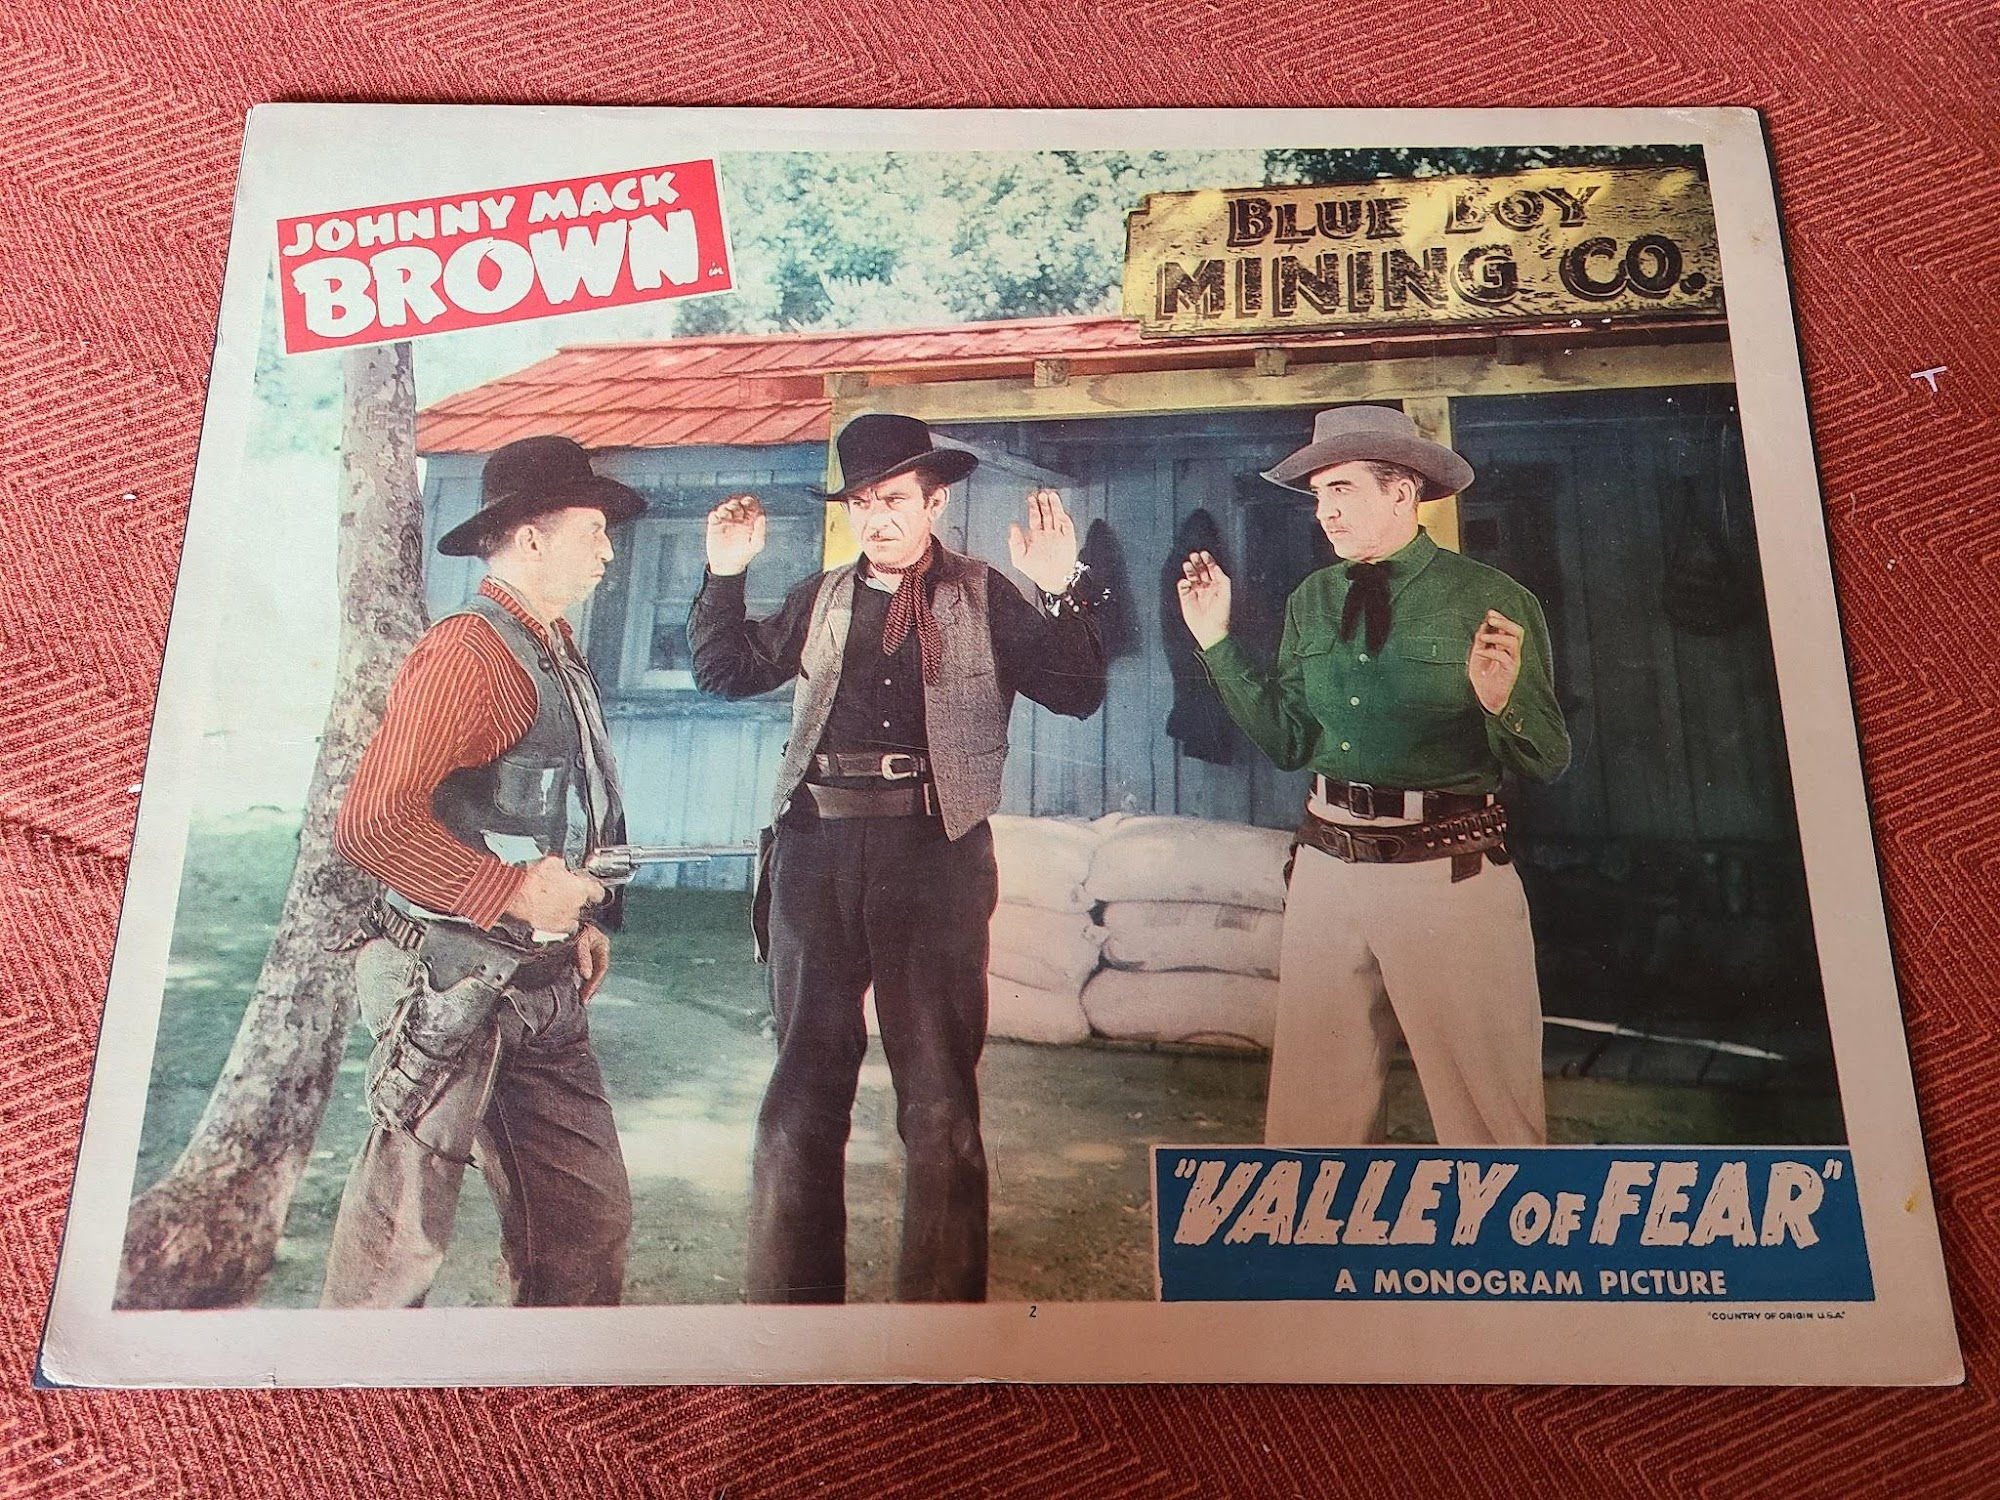 JOHNNY MACK
BROWN
in
BLUE BOY
MINING CO.
"VALLEY OF FEAR"
A MONOGRAM PICTURE
2
"COUNTRY OF ORIGIN U.S.A."